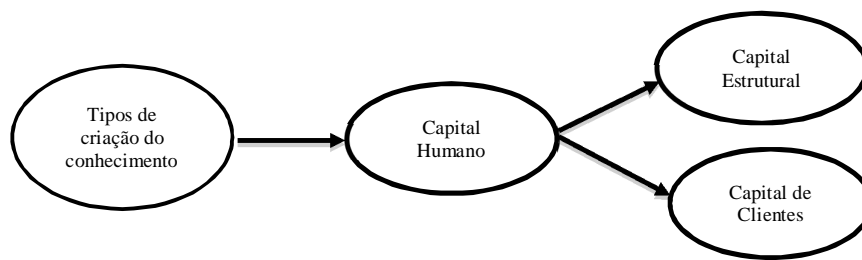 Tipos de
criação do
conhecimento
Capital
Humano
Capital
Estrutural
Capital de
Clientes